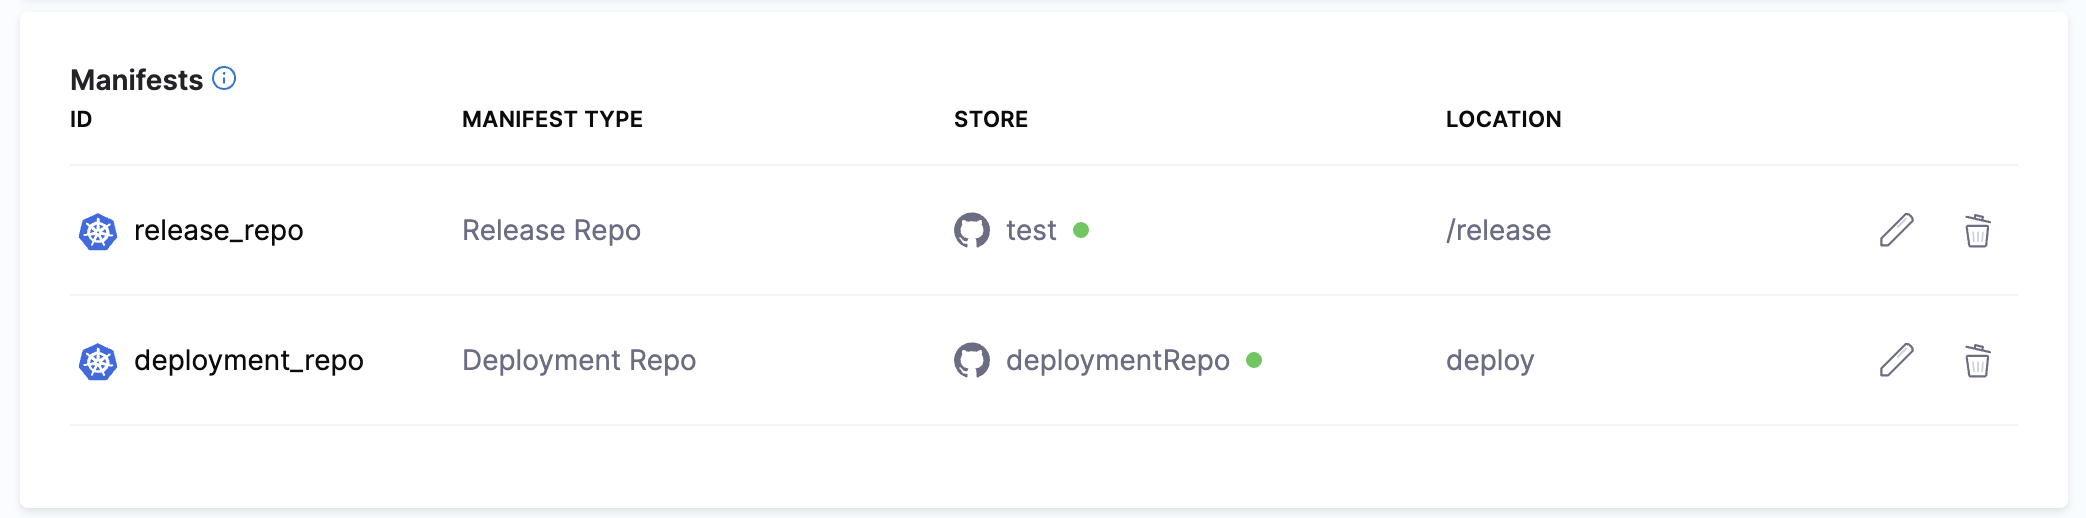 Manifests
ID MANIFEST TYPE STORE LOCATION
release_repo Release Repo test /release
deployment_repo Deployment Repo deploymentRepo deploy